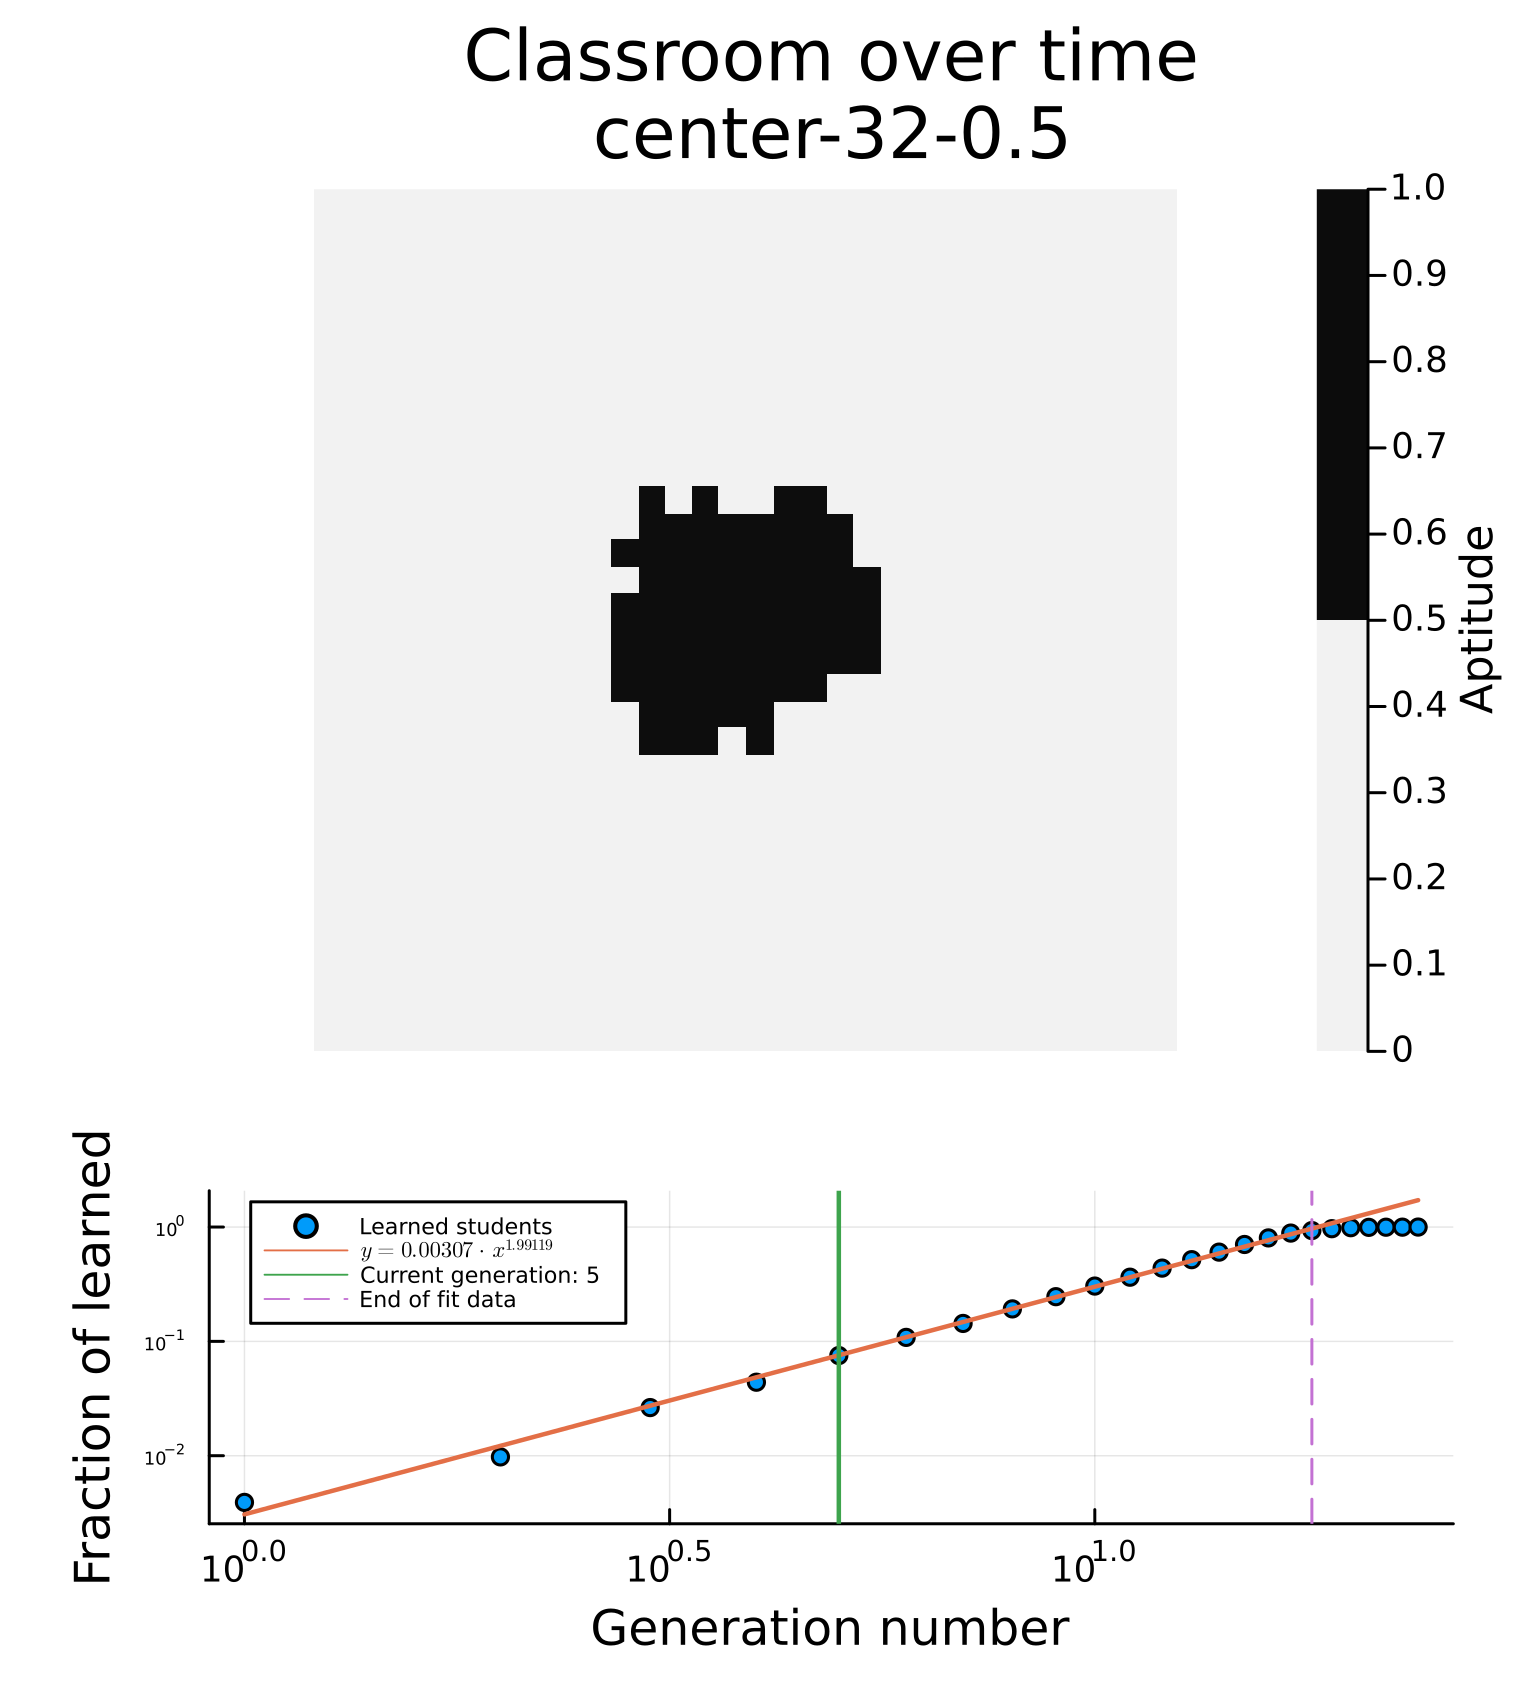 Classroom over time
center-32-0.5
1.0
0.9
0.8
0.7
0.6
0.5
0.4
0.3
0.2
0.1
0
Aptitude
Fraction of learned
10⁰
10⁻¹
10⁻²
Learned students
y = 0.00307 · x^1.99119
Current generation: 5
End of fit data
10^0.0
10^0.5
10^1.0
Generation number